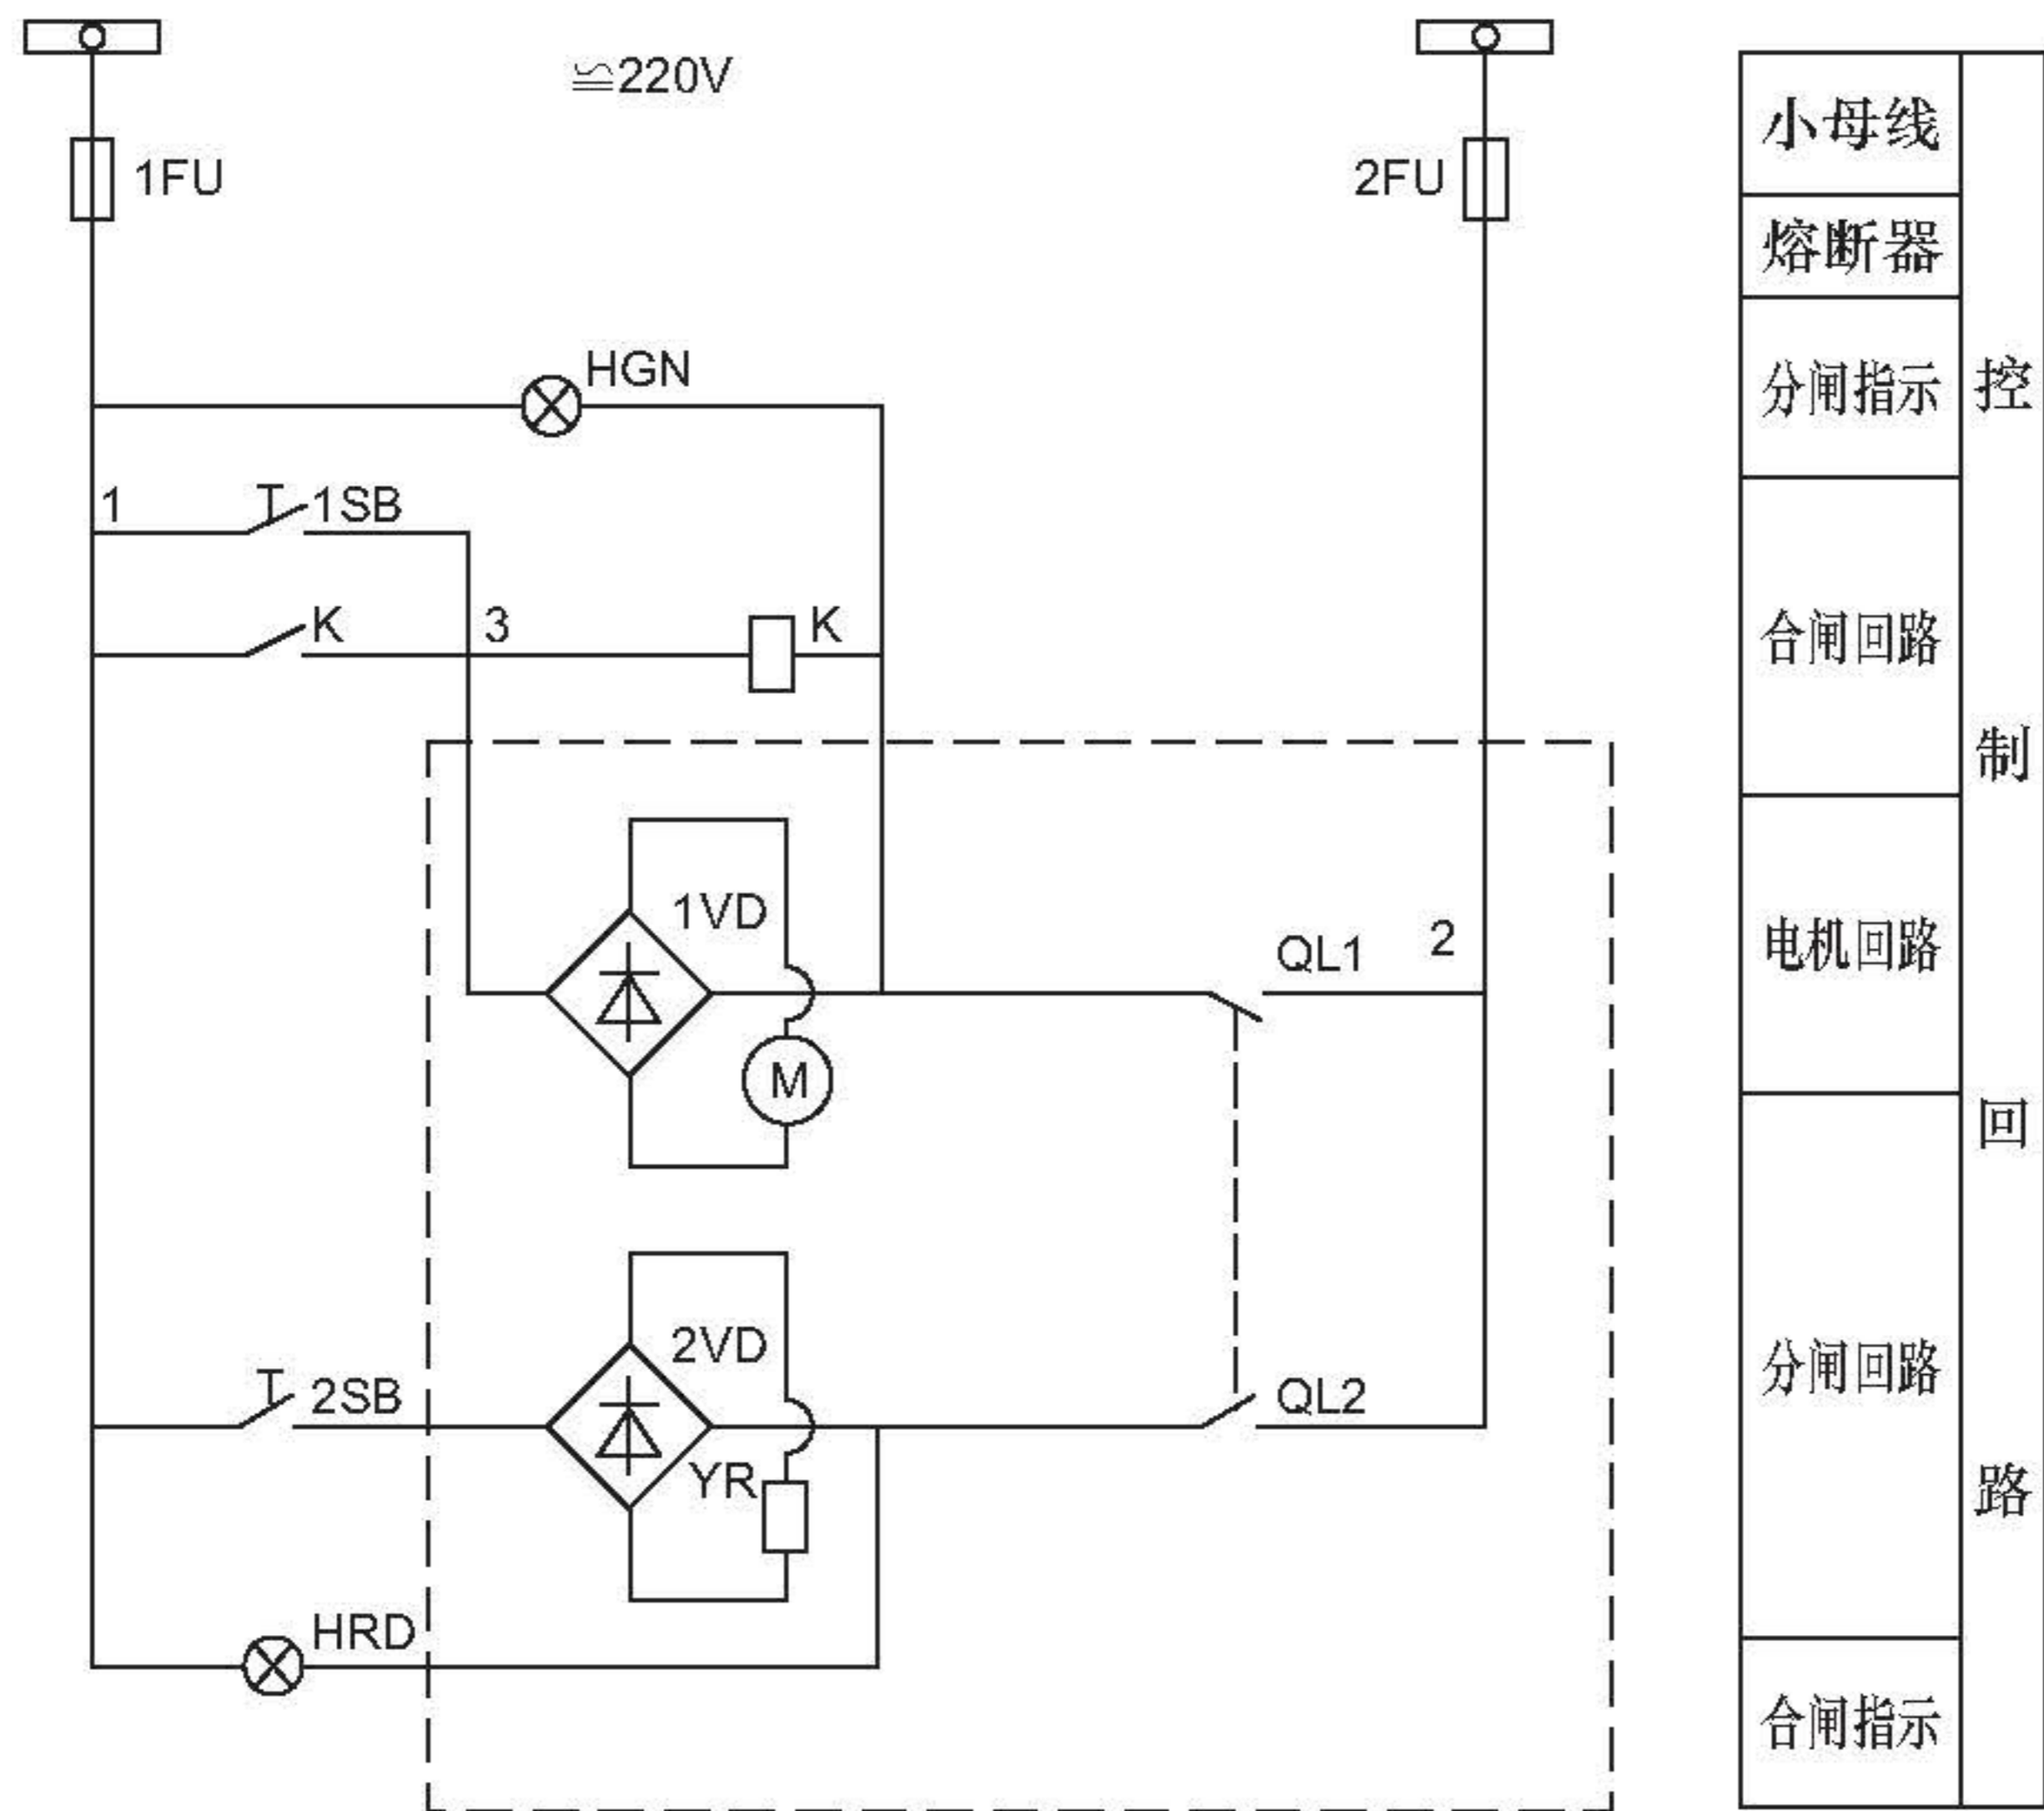 ≌220V
1FU
2FU
HGN
1
1SB
K
3
K
1VD
QL1
2
M
2VD
2SB
QL2
YR
HRD
小母线
熔断器
分闸指示
合闸回路
电机回路
分闸回路
合闸指示
控制回路